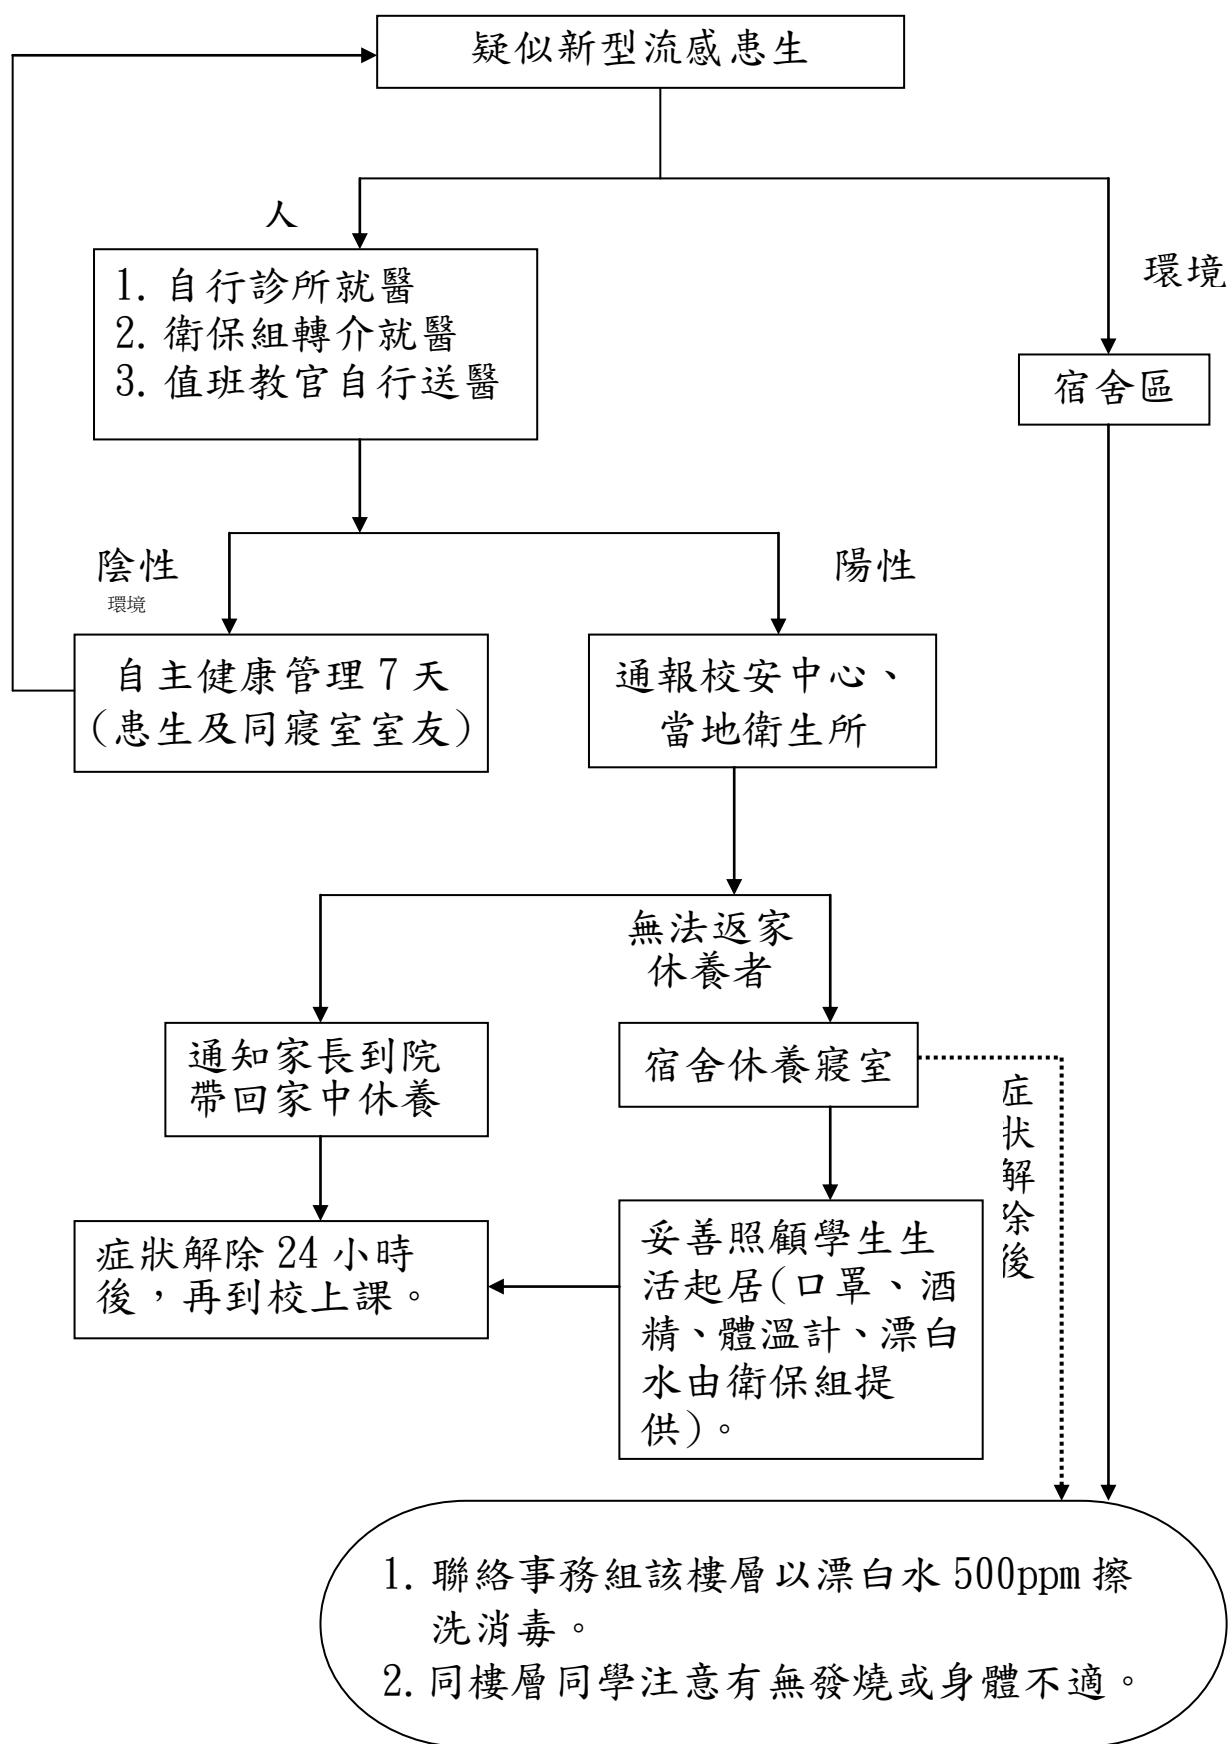 疑似新型流感患生
人
環境
1. 自行診所就醫
2. 衛保組轉介就醫
3. 值班教官自行送醫
宿舍區
陰性
環境
陽性
自主健康管理 7 天
(患生及同寢室室友)
通報校安中心、
當地衛生所
無法返家
休養者
通知家長到院
帶回家中休養
宿舍休養寢室
症狀解除後
症狀解除 24 小時
後，再到校上課。
妥善照顧學生生
活起居(口罩、酒
精、體溫計、漂白
水由衛保組提
供)。
1. 聯絡事務組該樓層以漂白水 500ppm 擦
洗消毒。
2. 同樓層同學注意有無發燒或身體不適。